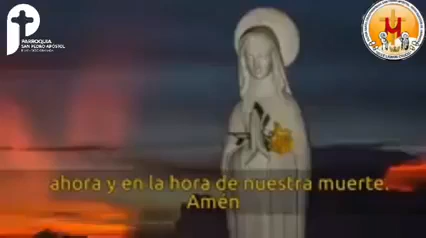 PARROQUIA
SAN PEDRO APÓSTOL
ahora y en la hora de nuestra muerte.
Amén